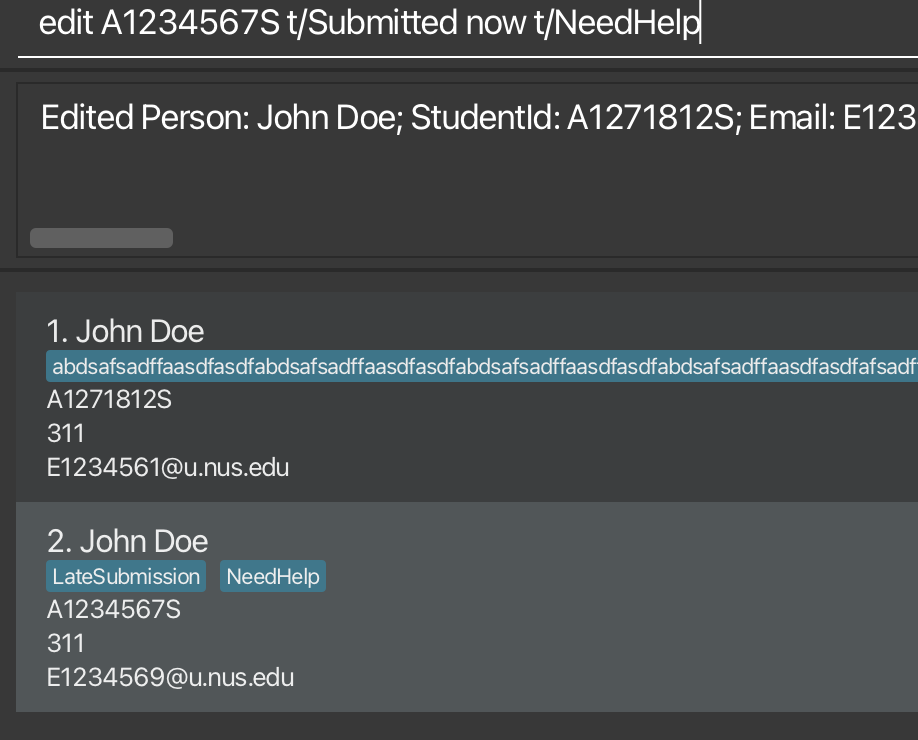 edit A1234567S t/Submitted now t/NeedHelp
Edited Person: John Doe; StudentId: A1271812S; Email: E123
1. John Doe
abdsafsadffaasdfasdfabdsafsadffaasdfasdfabdsafsadffaasdfasdfabdsafsadffaasdfasdfafsadf
A1271812S
311
E1234561@u.nus.edu
2. John Doe
LateSubmission NeedHelp
A1234567S
311
E1234569@u.nus.edu